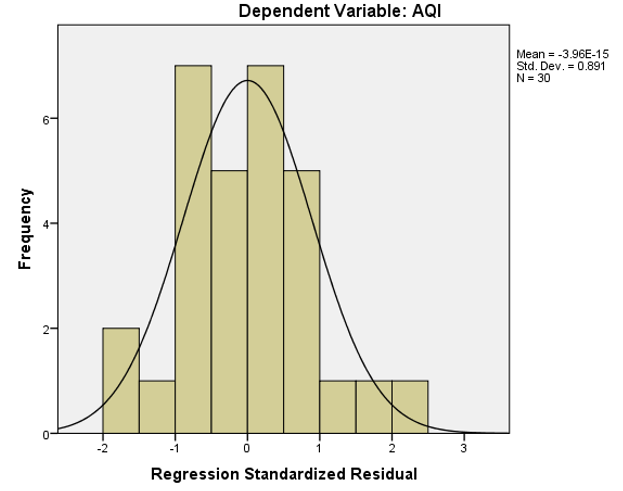 Dependent Variable: AQI
Mean = -3.96E-15
Std. Dev. = 0.891
N = 30
Frequency
6
4
2
0
-2 -1 0 1 2 3
Regression Standardized Residual